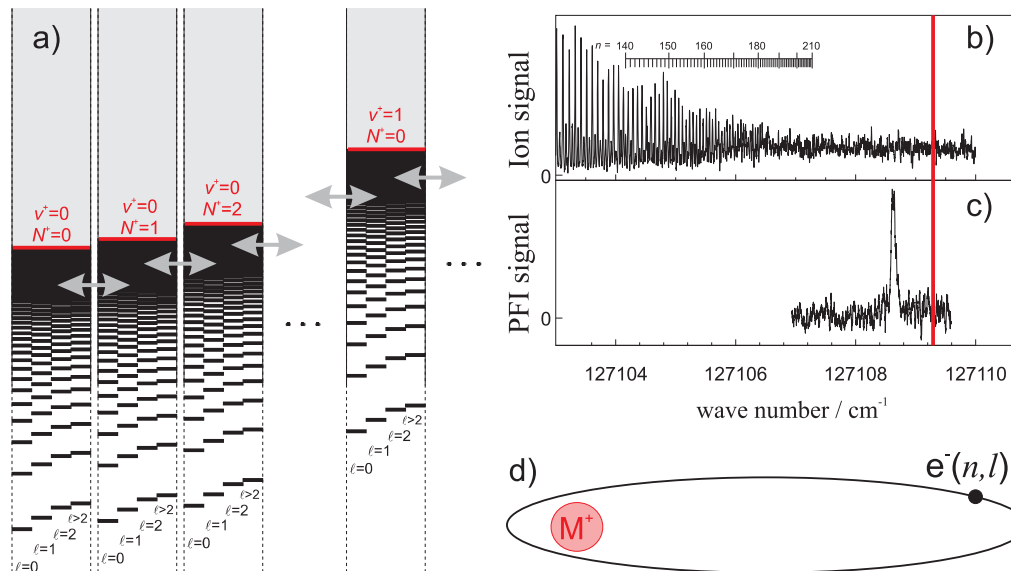 a)
v⁺=0
N⁺=0
v⁺=0
N⁺=1
v⁺=0
N⁺=2
v⁺=1
N⁺=0
...
...
ℓ>2
ℓ=2
ℓ=1
ℓ=0
ℓ>2
ℓ=2
ℓ=1
ℓ=0
ℓ>2
ℓ=2
ℓ=1
ℓ=0
ℓ>2
ℓ=2
ℓ=1
ℓ=0
b)
n = 140 150 160 180 210
Ion signal
0
c)
PFI signal
0
127104 127106 127108 127110
wave number / cm⁻¹
d)
e⁻(n,l)
M⁺